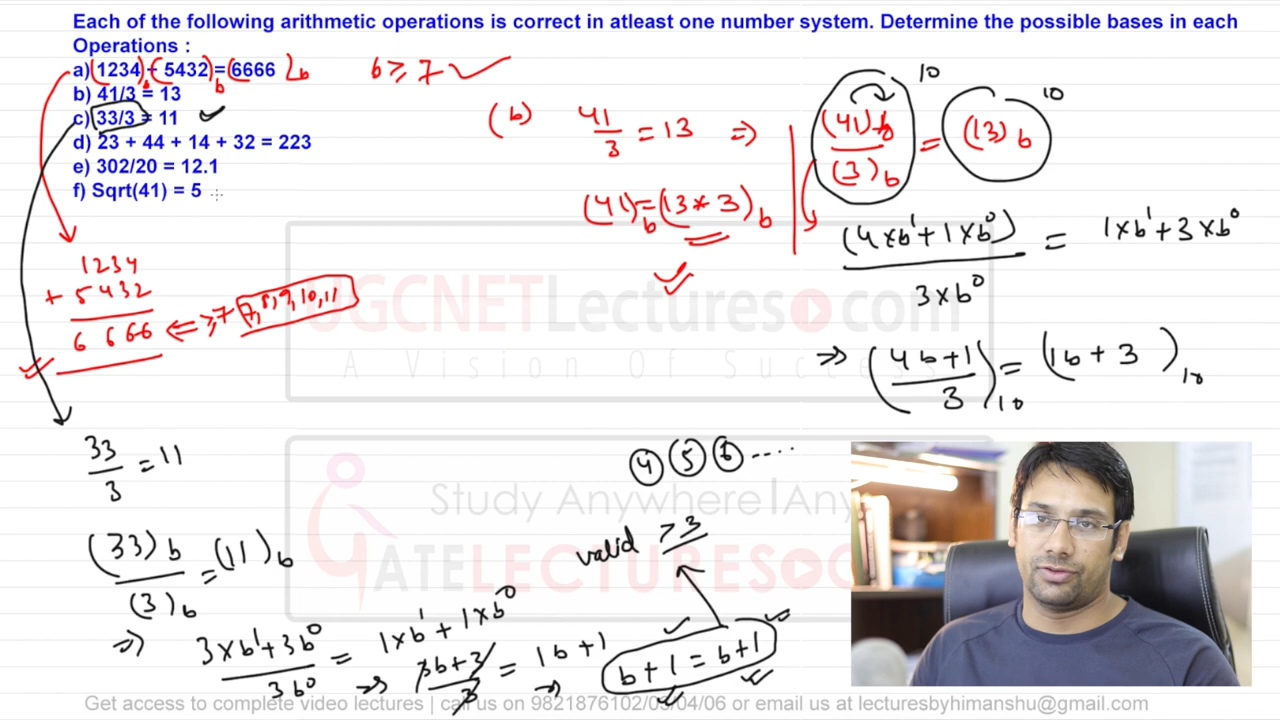 Each of the following arithmetic operations is correct in atleast one number system. Determine the possible bases in each
Operations :
a) (1234)b + (5432)b = (6666)b
b ≥ 7 ✓
b) 41/3 = 13
c) 33/3 = 11 ✓
d) 23 + 44 + 14 + 32 = 223
e) 302/20 = 12.1
f) Sqrt(41) = 5
(b) 41/3 = 13 ⇒
(41)b/(3)b = (13)b
10 10
(41)b = (13*3)b
(4×b¹+1×b⁰)/3×b⁰ = 1×b¹+3×b⁰
⇒ (4b+1/3)10 = (1b+3)10
1234
+ 5432
6666 ⇐ ≥7 7,8,9,10,11
UGCNETLectures.com
A Vision Of Success
33/3 = 11
(33)b/(3)b = (11)b
⇒ 3×b¹+3b⁰/3b⁰ = 1×b¹+1×b⁰
⇒ 3b+3/3 = 1b+1
⇒ b+1 = b+1
valid >3
4 5 6 ....
Study Anywhere|Any
GATELECTURES
Get access to complete video lectures | call us on 9821876102/03/04/06 or email us at lecturesbyhimanshu@gmail.com